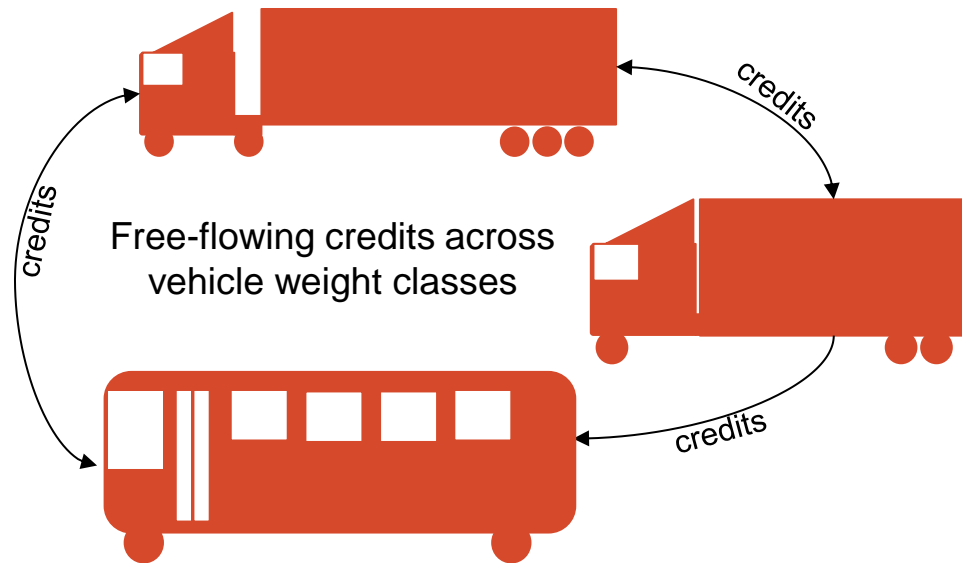 credits
credits
Free-flowing credits across
vehicle weight classes
credits